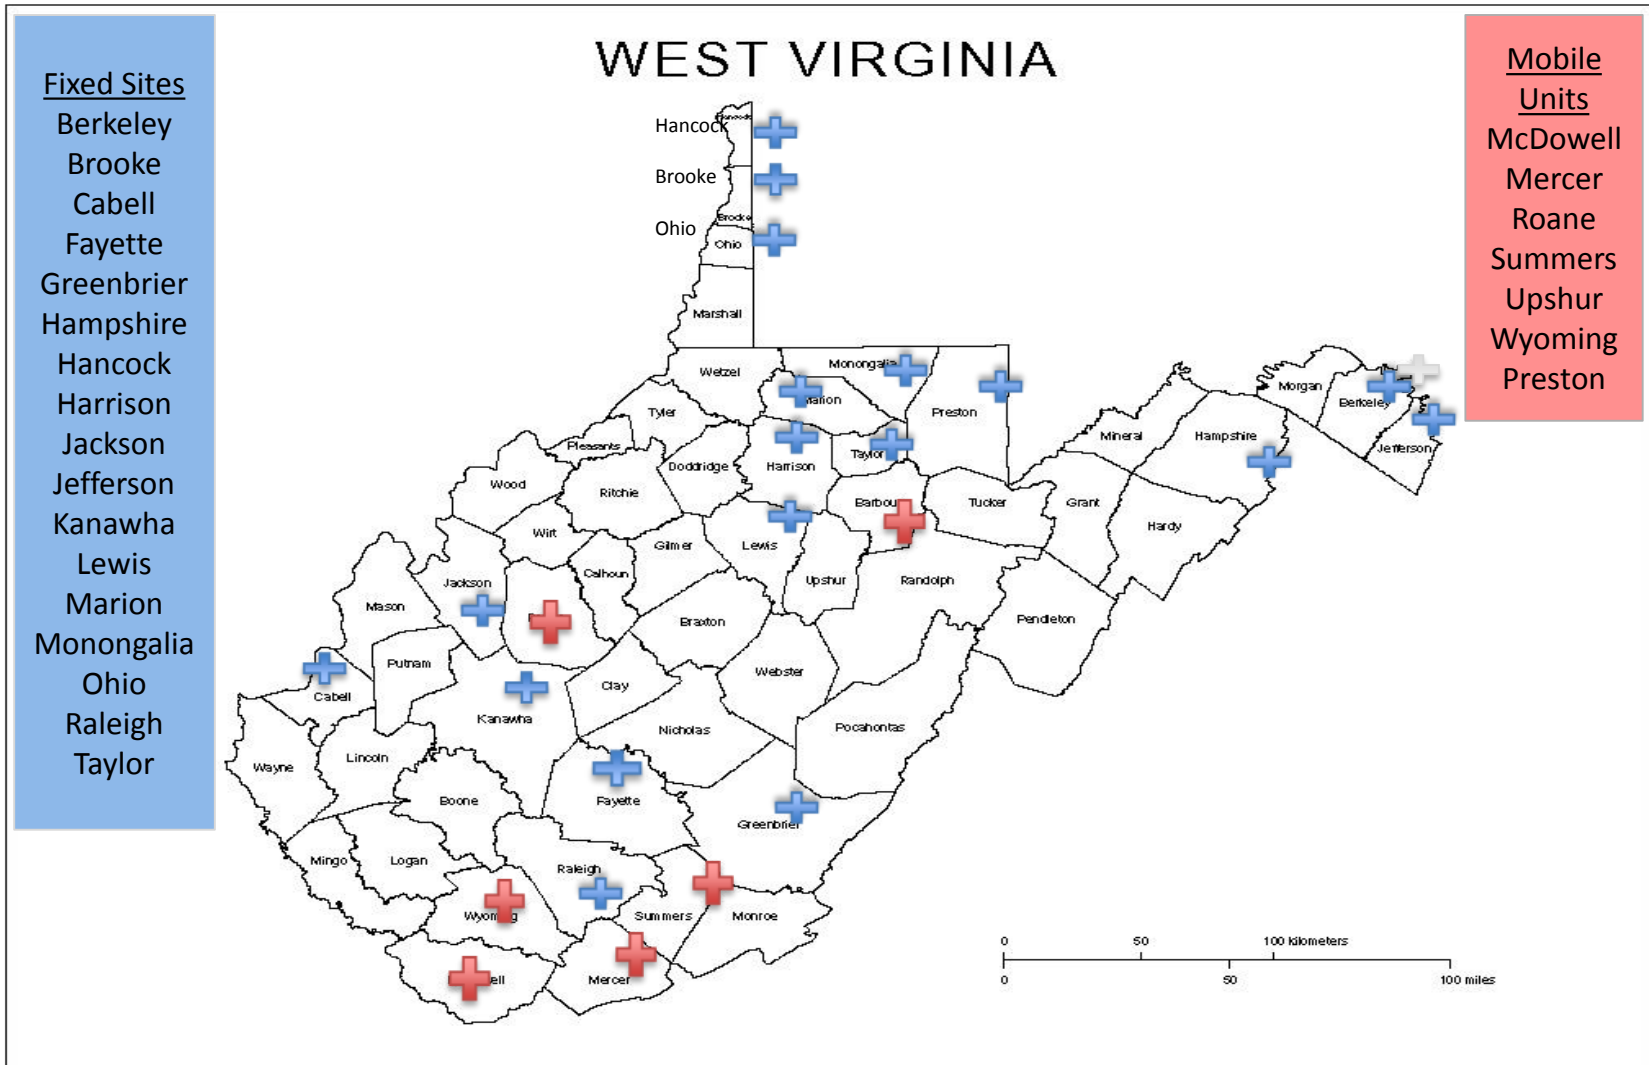 WEST VIRGINIA
Fixed Sites
Berkeley
Brooke
Cabell
Fayette
Greenbrier
Hampshire
Hancock
Harrison
Jackson
Jefferson
Kanawha
Lewis
Marion
Monongalia
Ohio
Raleigh
Taylor
Mobile
Units
McDowell
Mercer
Roane
Summers
Upshur
Wyoming
Preston
Hancock
Brooke
Brooke
Ohio
Ohio
Marshall
Wetzel
Monongalia
Marion
Preston
Morgan
Berkeley
Jefferson
Hampshire
Mineral
Tyler
Pleasants
Doddridge
Harrison
Taylor
Wood
Ritchie
Barbour
Tucker
Grant
Hardy
Wirt
Gilmer
Lewis
Calhoun
Upshur
Randolph
Jackson
Mason
Braxton
Pendleton
Putnam
Clay
Webster
Cabell
Kanawha
Nicholas
Pocahontas
Lincoln
Wayne
Boone
Fayette
Greenbrier
Mingo
Logan
Raleigh
Wyoming
Summers
Monroe
Mercer
0 50 100 kilometers
0 50 100 miles